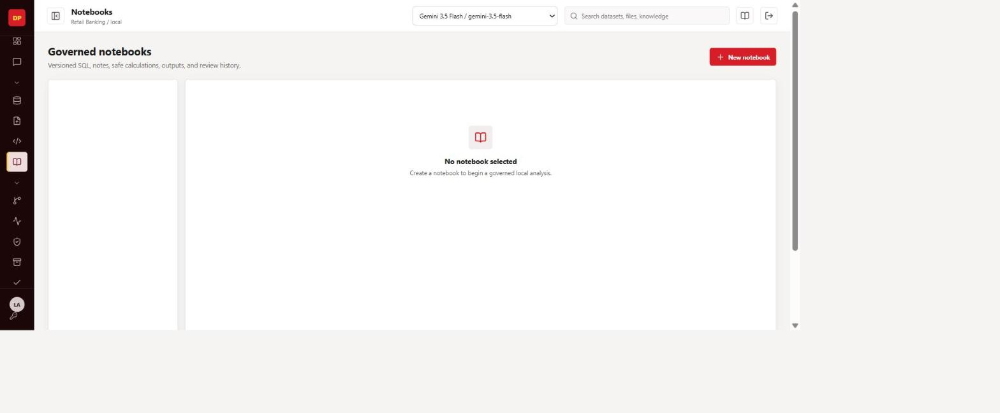 DP
Notebooks
Retail Banking / local
Gemini 3.5 Flash / gemini-3.5-flash
Search datasets, files, knowledge
Governed notebooks
Versioned SQL, notes, safe calculations, outputs, and review history.
New notebook
No notebook selected
Create a notebook to begin a governed local analysis.
LA